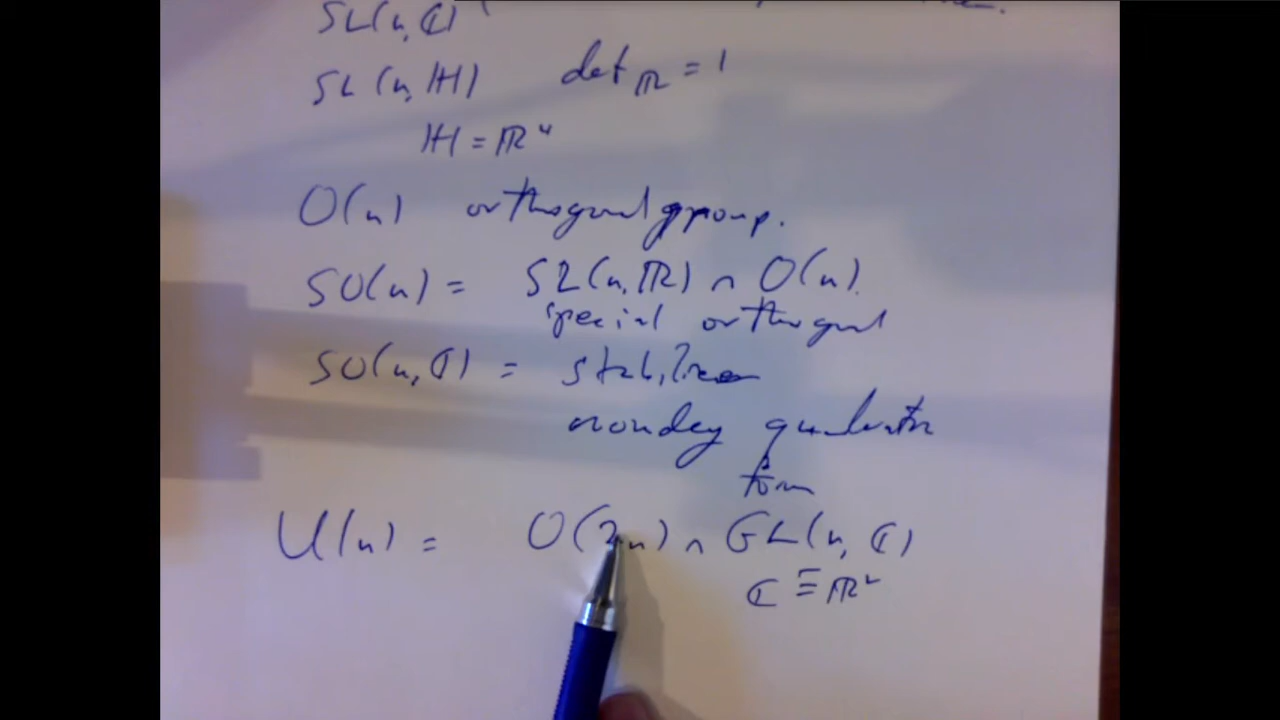 SL(n, ℂ)
SL(n, ℍ) det_ℝ = 1
ℍ = ℝ⁴
O(n) orthogonal group.
SO(n) = SL(n, ℝ) ∩ O(n).
special orthogonal
SO(n, ℂ) = stabilizer
nondeg quadratic
form
U(n) = O(2n) ∩ GL(n, ℂ)
ℂ ≡ ℝ²